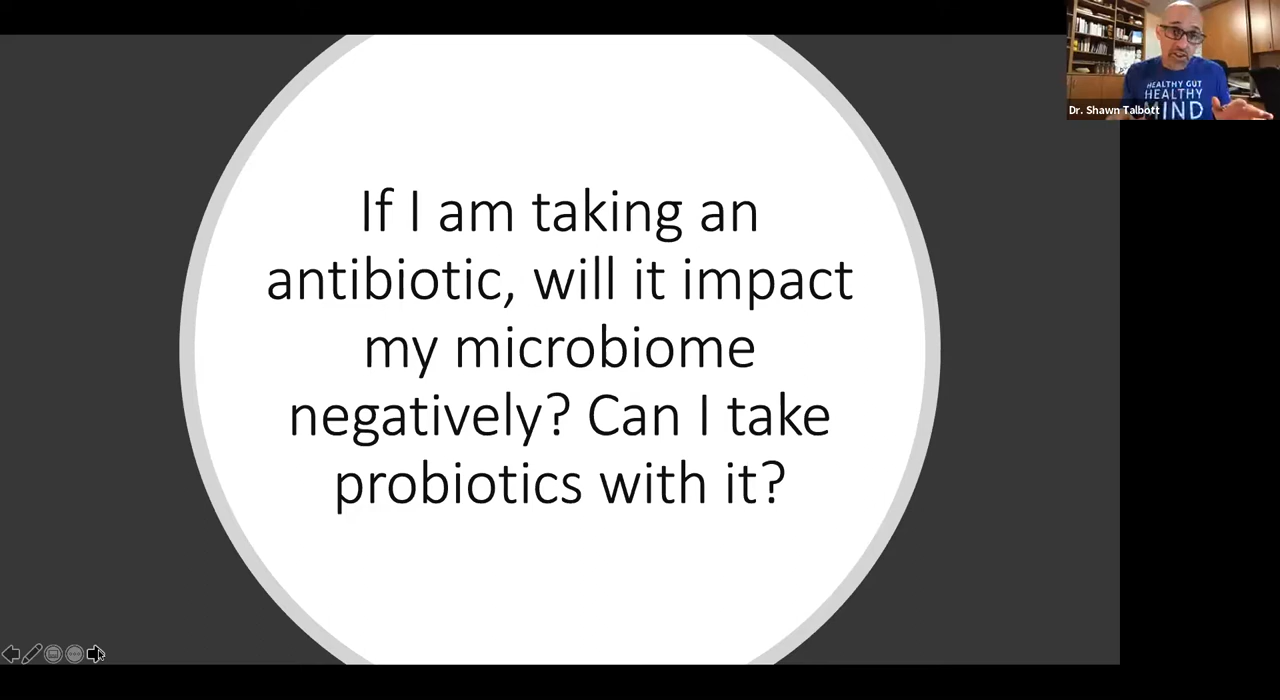 If I am taking an
antibiotic, will it impact
my microbiome
negatively? Can I take
probiotics with it?
HEALTHY GUT
HEALTHY
MIND
Dr. Shawn Talbott